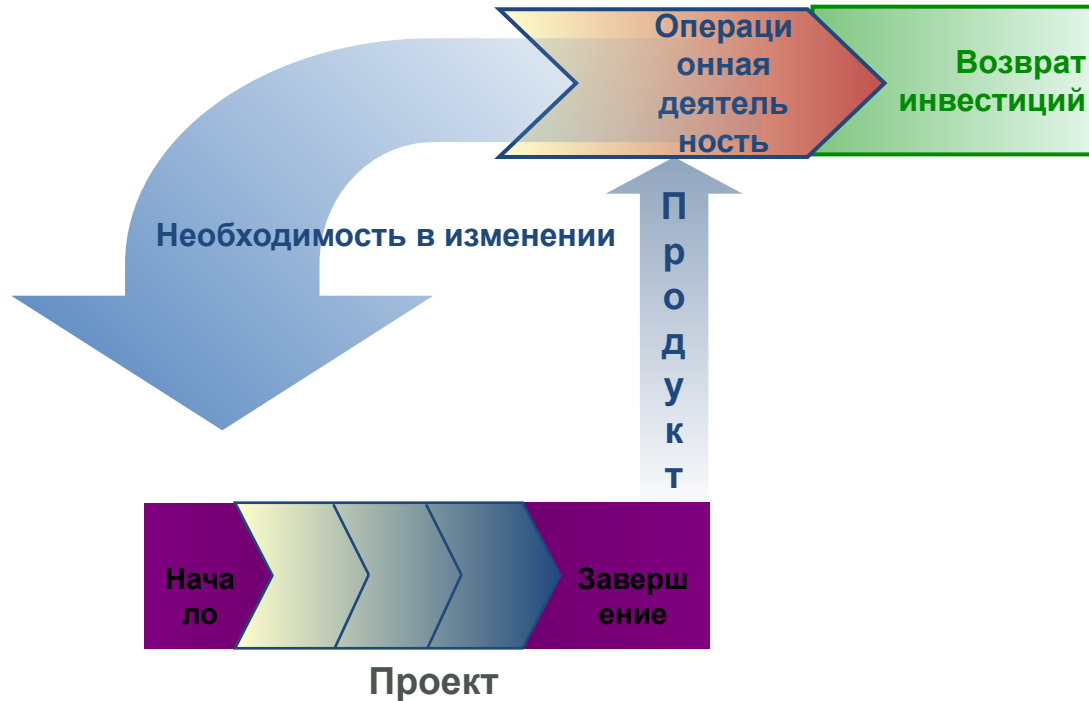 Операци
онная
деятель
ность
Возврат
инвестиций
Необходимость в изменении
П
р
о
д
у
к
т
Нача
ло
Заверш
ение
Проект